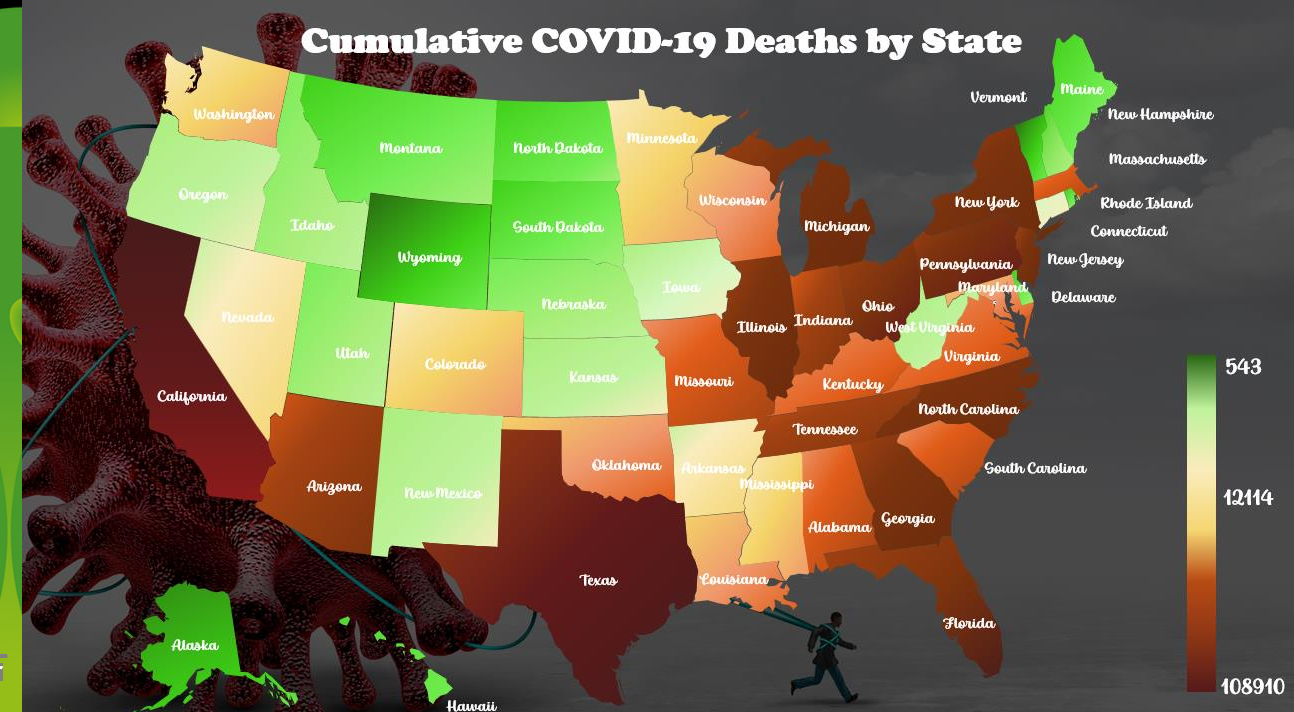 Cumulative COVID-19 Deaths by State
Maine
Vermont
New Hampshire
Washington
Montana
North Dakota
Minnesota
Massachusetts
Oregon
Idaho
South Dakota
Wisconsin
New York
Rhode Island
Michigan
Connecticut
Wyoming
Pennsylvania
New Jersey
Iowa
Maryland
Delaware
Nebraska
Ohio
Nevada
Illinois
Indiana
West Virginia
Utah
Virginia
Colorado
543
Kansas
Missouri
Kentucky
California
North Carolina
Tennessee
Oklahoma
Arkansas
South Carolina
Arizona
New Mexico
Mississippi
12114
Georgia
Alabama
Texas
Louisiana
Florida
Alaska
108910
Hawaii